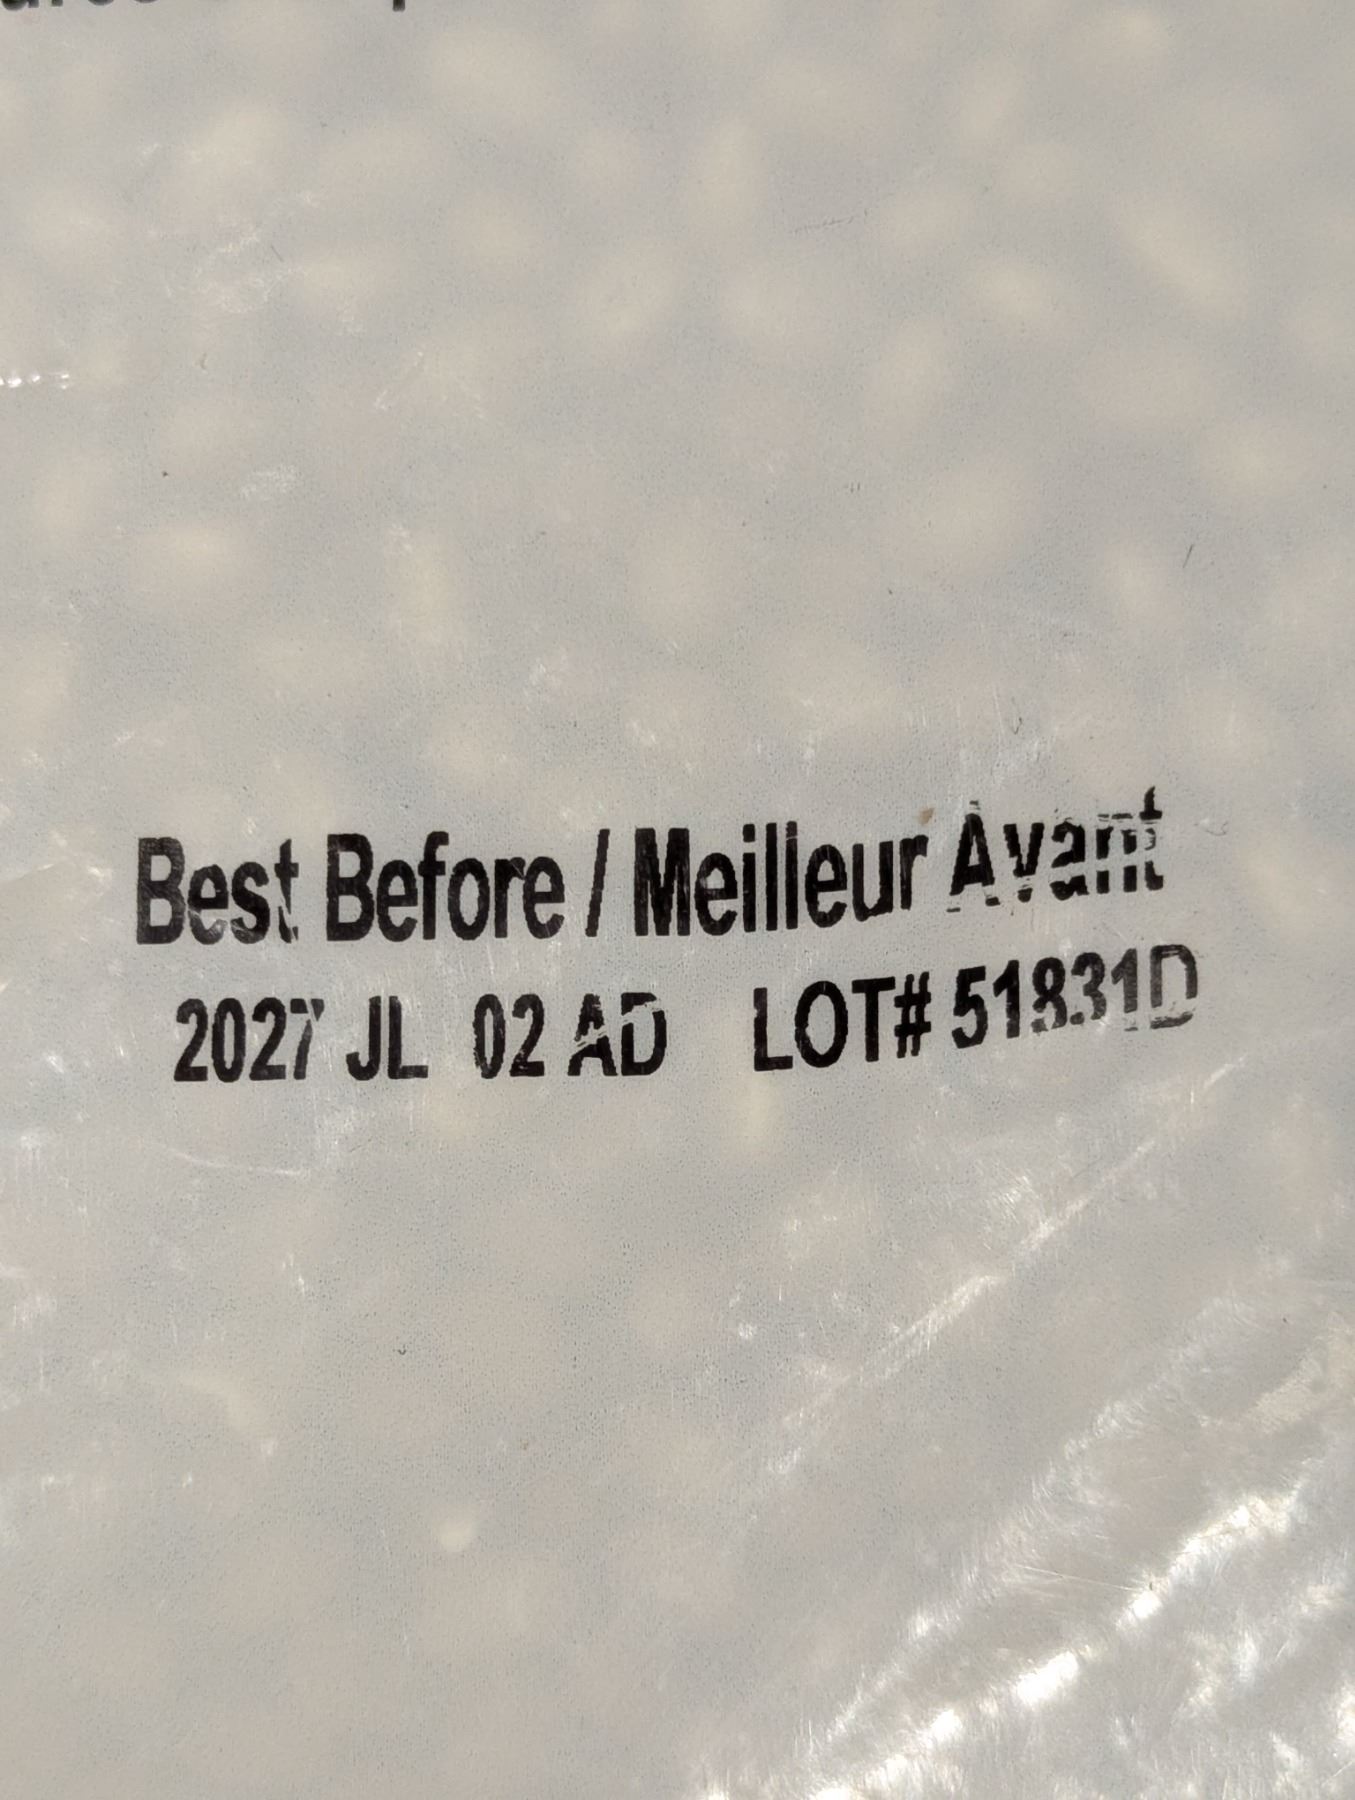 Best Before / Meilleur Avant
2027 JL 02 AD LOT# 51831D